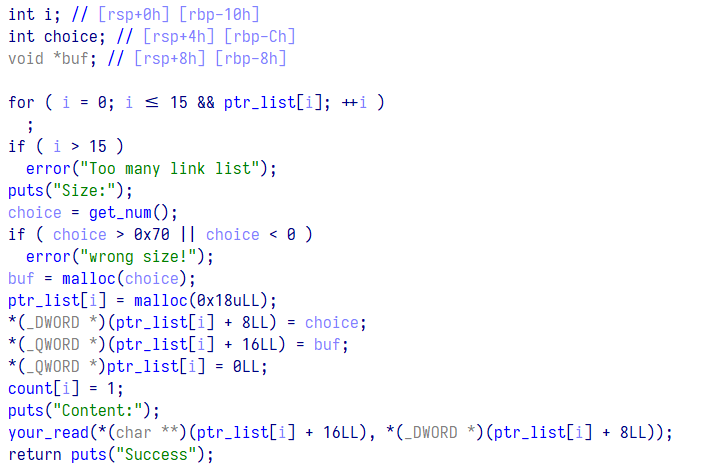 int i; // [rsp+0h] [rbp-10h]
int choice; // [rsp+4h] [rbp-Ch]
void *buf; // [rsp+8h] [rbp-8h]

for ( i = 0; i ≤ 15 && ptr_list[i]; ++i )
  ;
if ( i > 15 )
  error("Too many link list");
puts("Size:");
choice = get_num();
if ( choice > 0x70 || choice < 0 )
  error("wrong size!");
buf = malloc(choice);
ptr_list[i] = malloc(0x18uLL);
*(_DWORD *)(ptr_list[i] + 8LL) = choice;
*(_QWORD *)(ptr_list[i] + 16LL) = buf;
*(_QWORD *)ptr_list[i] = 0LL;
count[i] = 1;
puts("Content:");
your_read(*(char **)(ptr_list[i] + 16LL), *(_DWORD *)(ptr_list[i] + 8LL));
return puts("Success");